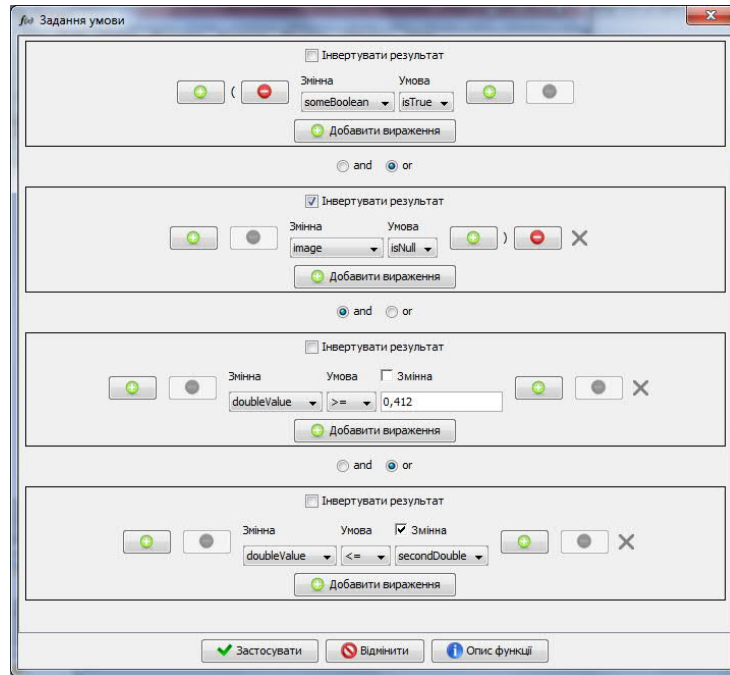 f(x) Задання умови
Інвертувати результат
Змінна Умова
( someBoolean isTrue
Добавити вираження
and or
Інвертувати результат
Змінна Умова
image isNull )
Добавити вираження
and or
Інвертувати результат
Змінна Умова Змінна
doubleValue >= 0,412
Добавити вираження
and or
Інвертувати результат
Змінна Умова Змінна
doubleValue <= secondDouble
Добавити вираження
Застосувати Відмінити Опис функції